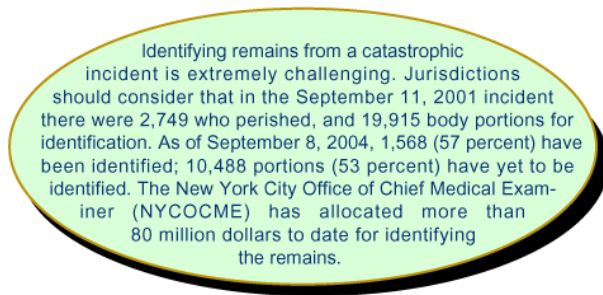 Identifying remains from a catastrophic
incident is extremely challenging. Jurisdictions
should consider that in the September 11, 2001 incident
there were 2,749 who perished, and 19,915 body portions for
identification. As of September 8, 2004, 1,568 (57 percent) have
been identified; 10,488 portions (53 percent) have yet to be
identified. The New York City Office of Chief Medical Exam-
iner (NYCOCME) has allocated more than
80 million dollars to date for identifying
the remains.